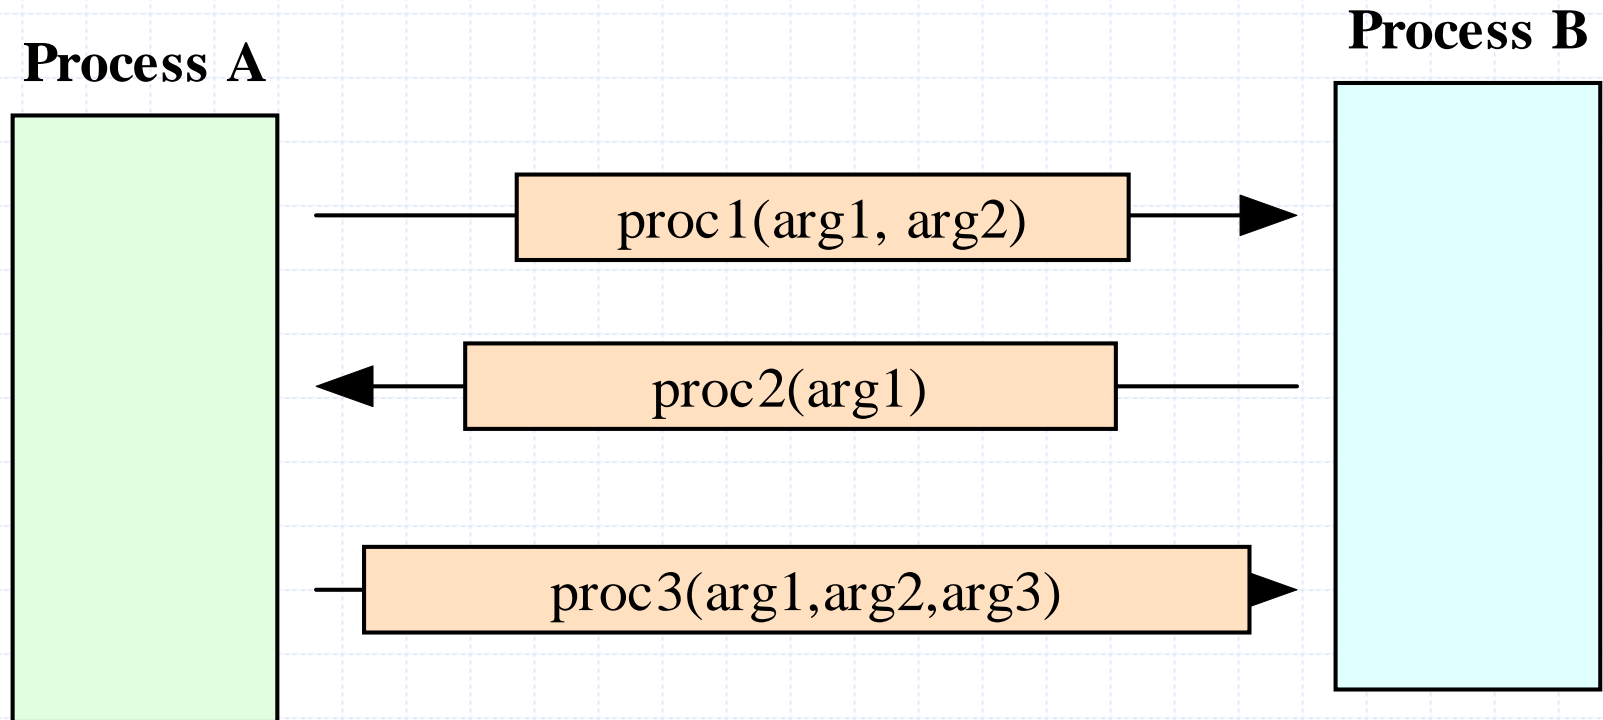 Process A
Process B
proc1(arg1, arg2)
proc2(arg1)
proc3(arg1,arg2,arg3)